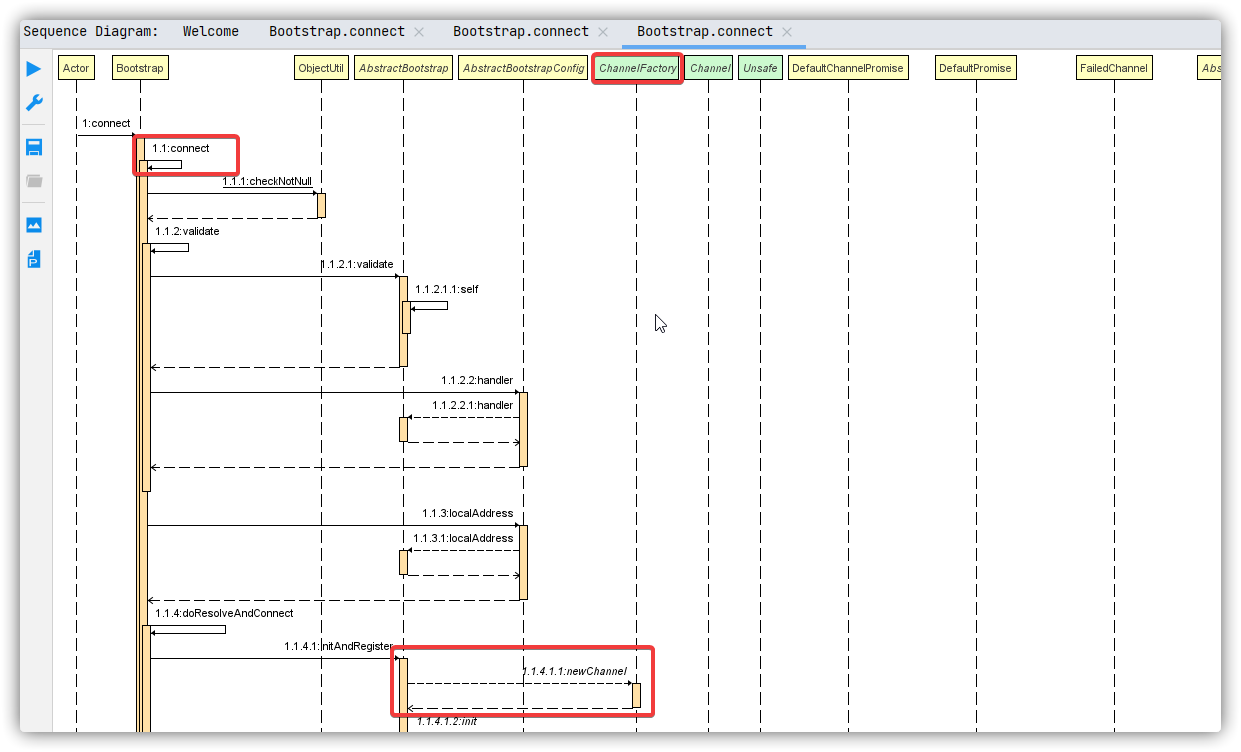 Sequence Diagram: Welcome Bootstrap.connect Bootstrap.connect Bootstrap.connect
Actor Bootstrap ObjectUtil AbstractBootstrap AbstractBootstrapConfig ChannelFactory Channel Unsafe DefaultChannelPromise DefaultPromise FailedChannel Abs
1:connect
1.1:connect
1.1.1:checkNotNull
1.1.2:validate
1.1.2.1:validate
1.1.2.1.1:self
1.1.2.2:handler
1.1.2.2.1:handler
1.1.3:localAddress
1.1.3.1:localAddress
1.1.4:doResolveAndConnect
1.1.4.1:initAndRegister
1.1.4.1.1:newChannel
1.1.4.1.2:init